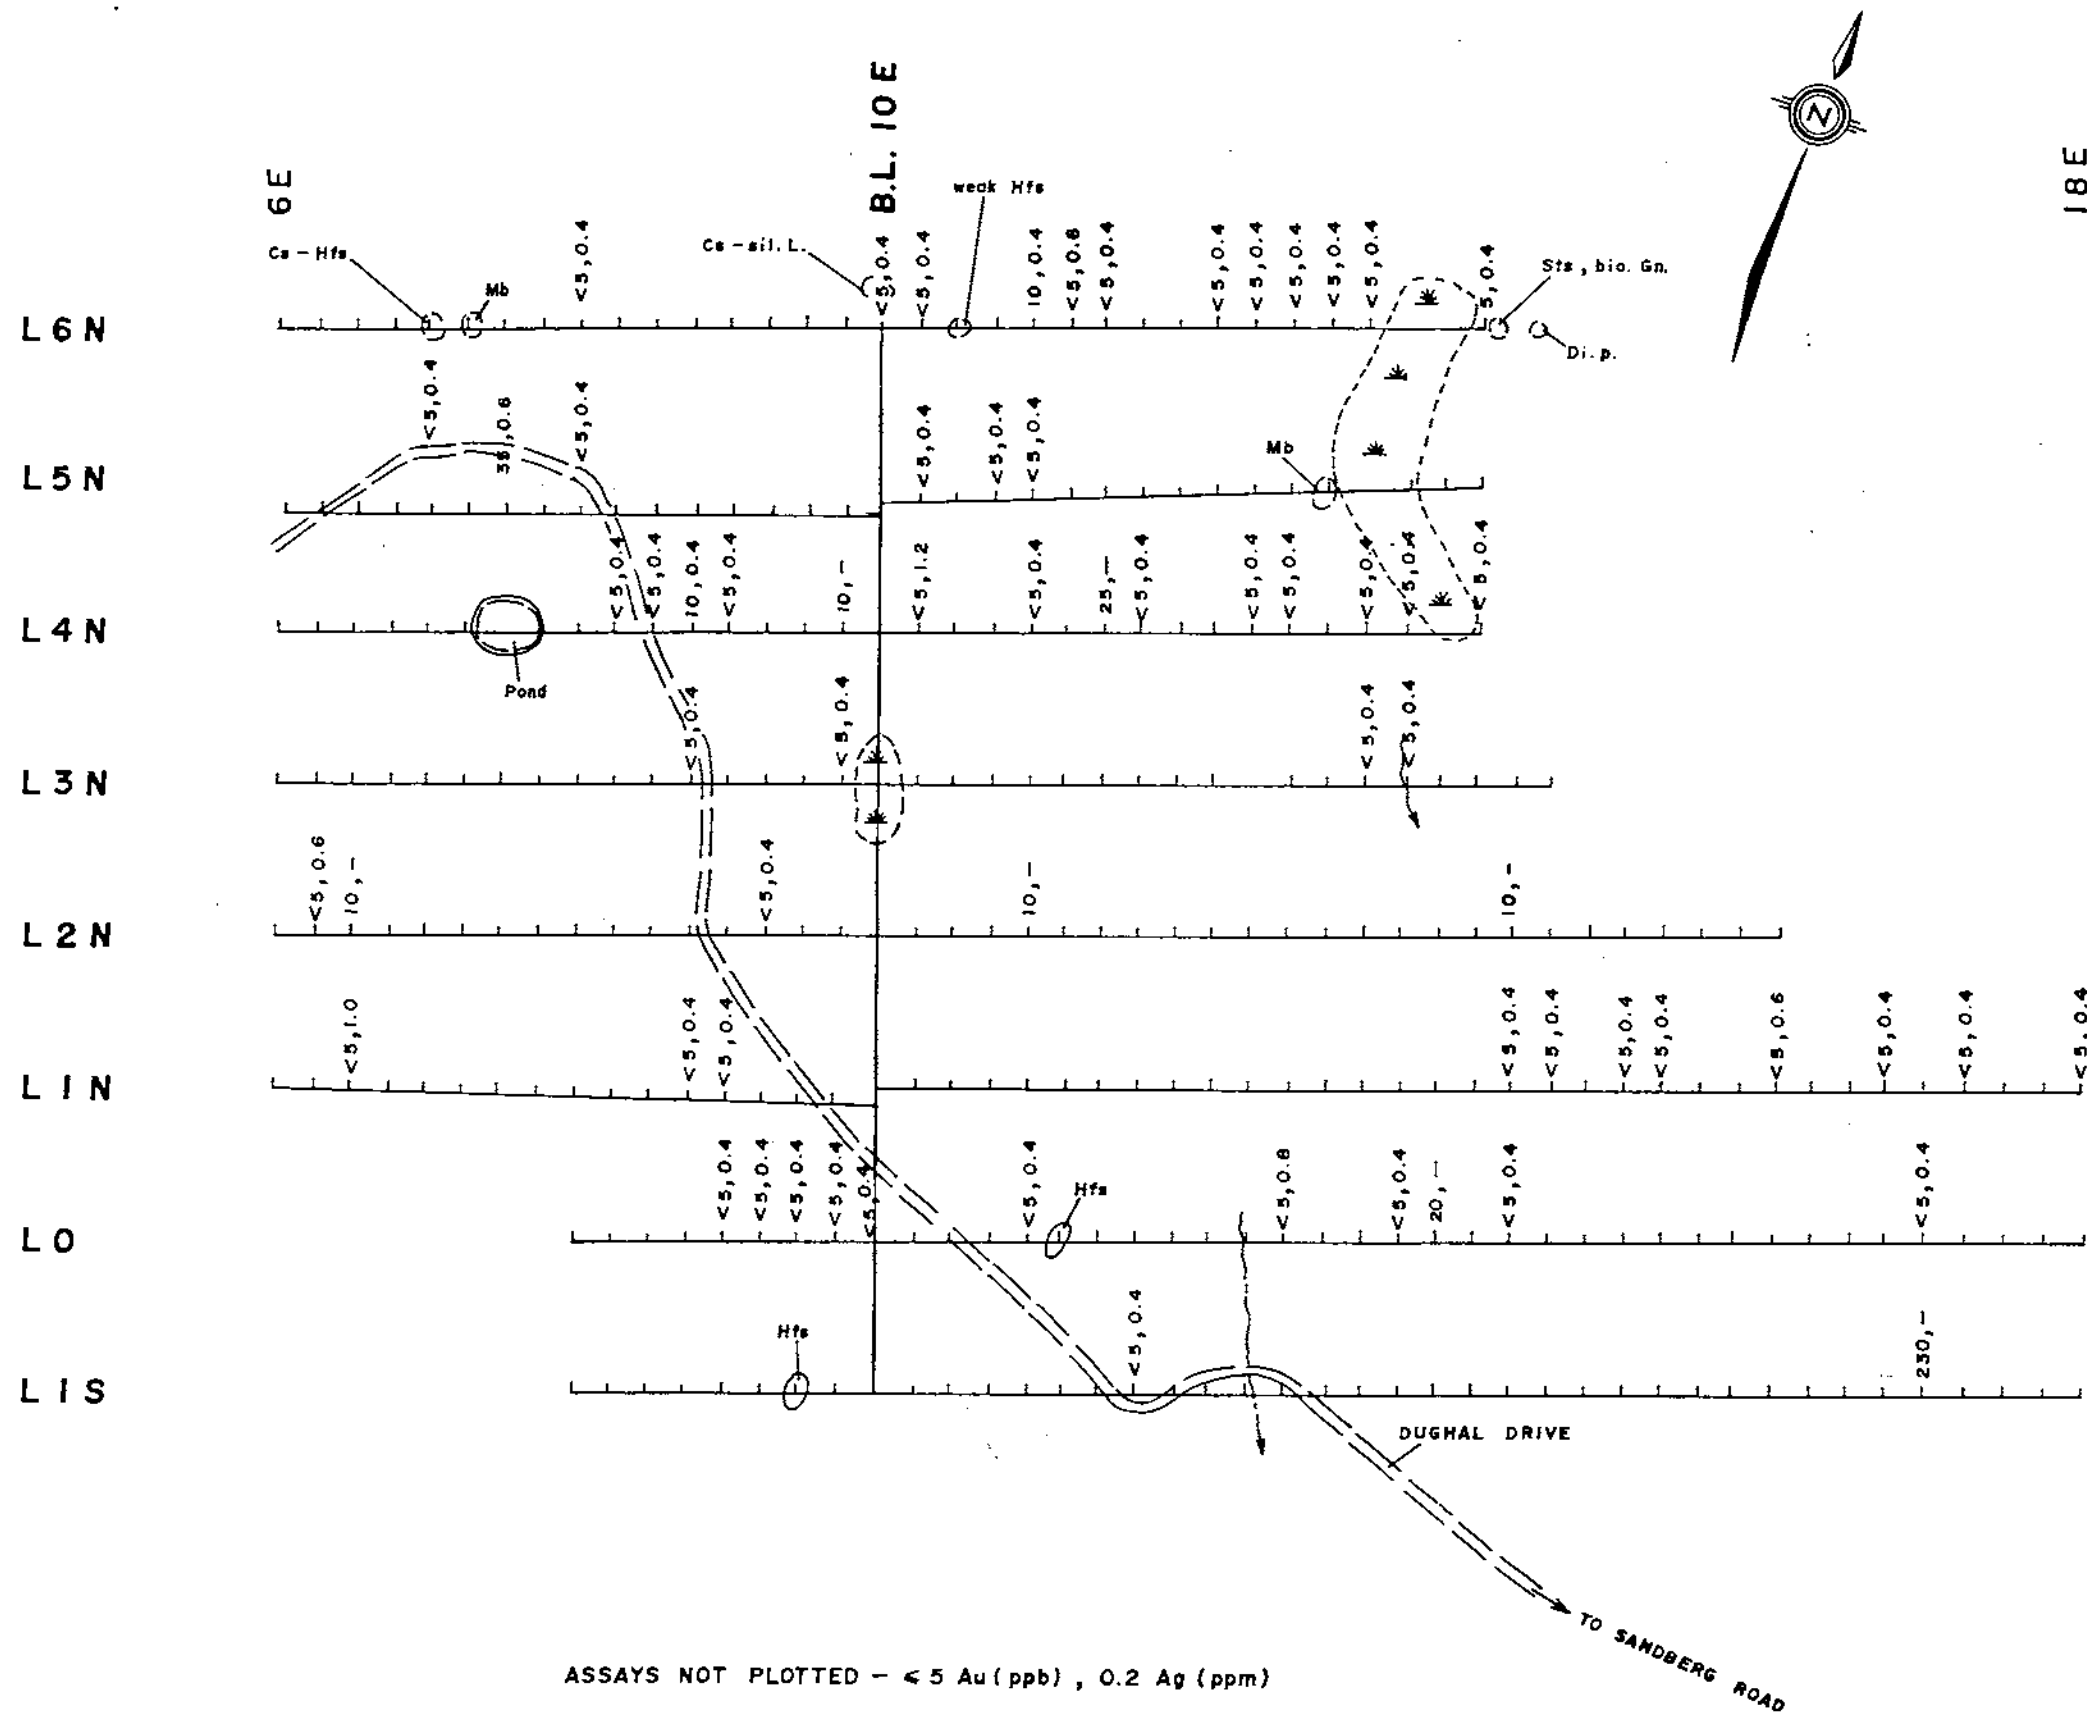 N
6E
B.L. 10 E
18E
weak Hfs
Cs - Hfs
Mb
Cs - sil. L.
Sts, bio. Gn.
Di. p.
<5,0.4
<5,0.4
<5,0.4
10,0.4
<5,0.6
<5,0.4
<5,0.4
<5,0.4
<5,0.4
<5,0.4
<5,0.4
5,0.4
L6N
<5,0.4
35,0.6
<5,0.4
<5,0.4
<5,0.4
<5,0.4
Mb
L5N
<5,0.4
<5,0.4
10,0.4
<5,0.4
10,-
<5,1.2
<5,0.4
25,-
<5,0.4
<5,0.4
<5,0.4
<5,0.4
<5,0.4
<5,0.4
L4N
Pond
<5,0.4
<5,0.4
<5,0.4
<5,0.4
L3N
<5,0.6
10,-
<5,0.4
10,-
10,-
L2N
<5,1.0
<5,0.4
<5,0.4
<5,0.4
<5,0.4
<5,0.4
<5,0.4
<5,0.6
<5,0.4
<5,0.4
<5,0.4
L1N
<5,0.4
<5,0.4
<5,0.4
<5,0.4
<5,0.4
<5,0.4
Hfs
<5,0.8
<5,0.4
20,-
<5,0.4
<5,0.4
L0
Hfs
<5,0.4
230,-
L1S
DUGHAL DRIVE
TO SANDBERG ROAD
ASSAYS NOT PLOTTED - ⩽ 5 Au (ppb), 0.2 Ag (ppm)